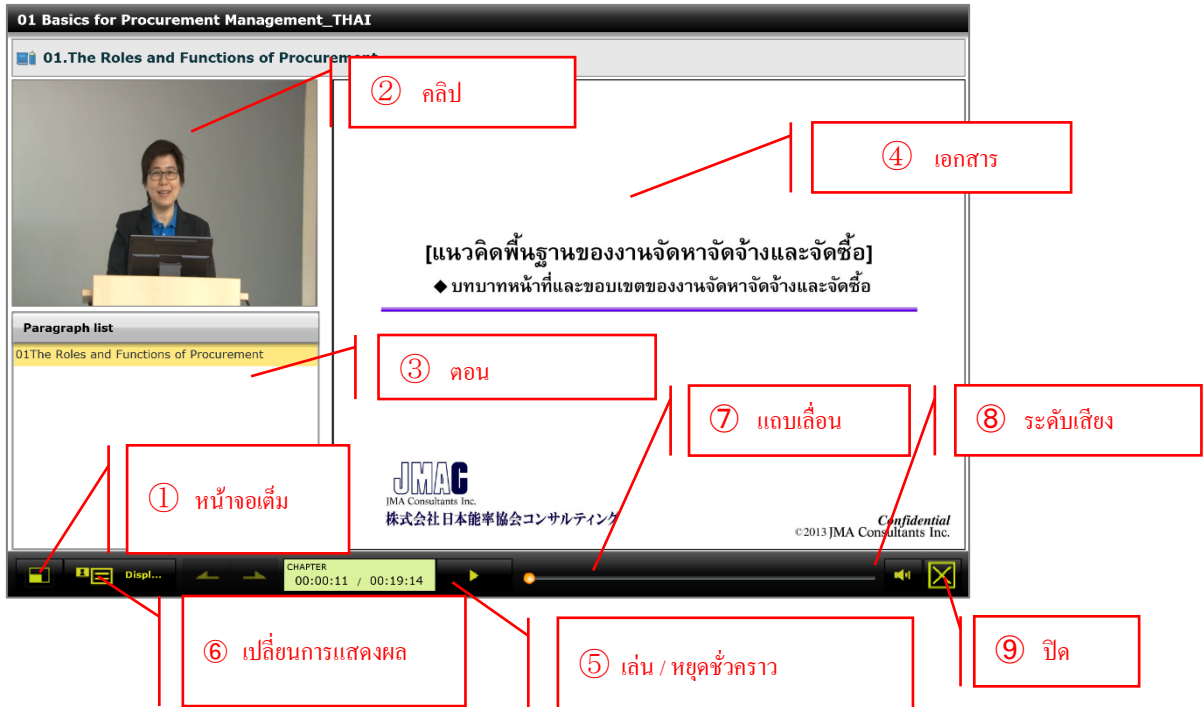 01 Basics for Procurement Management_THAI
01.The Roles and Functions of Procurement
② คลิป
④ เอกสาร
[แนวคิดพื้นฐานของงานจัดหาจัดจ้างและจัดซื้อ]
◆ บทบาทหน้าที่และขอบเขตของงานจัดหาจัดจ้างและจัดซื้อ
Paragraph list
01The Roles and Functions of Procurement
③ ตอน
⑦ แถบเลื่อน
⑧ ระดับเสียง
① หน้าจอเต็ม
JMAC
JMA Consultants Inc.
株式会社日本能率協会コンサルティング
Confidential
©2013 JMA Consultants Inc.
1
Displ...
CHAPTER
00:00:11 / 00:19:14
⑥ เปลี่ยนการแสดงผล
⑤ เล่น / หยุดชั่วคราว
⑨ ปิด